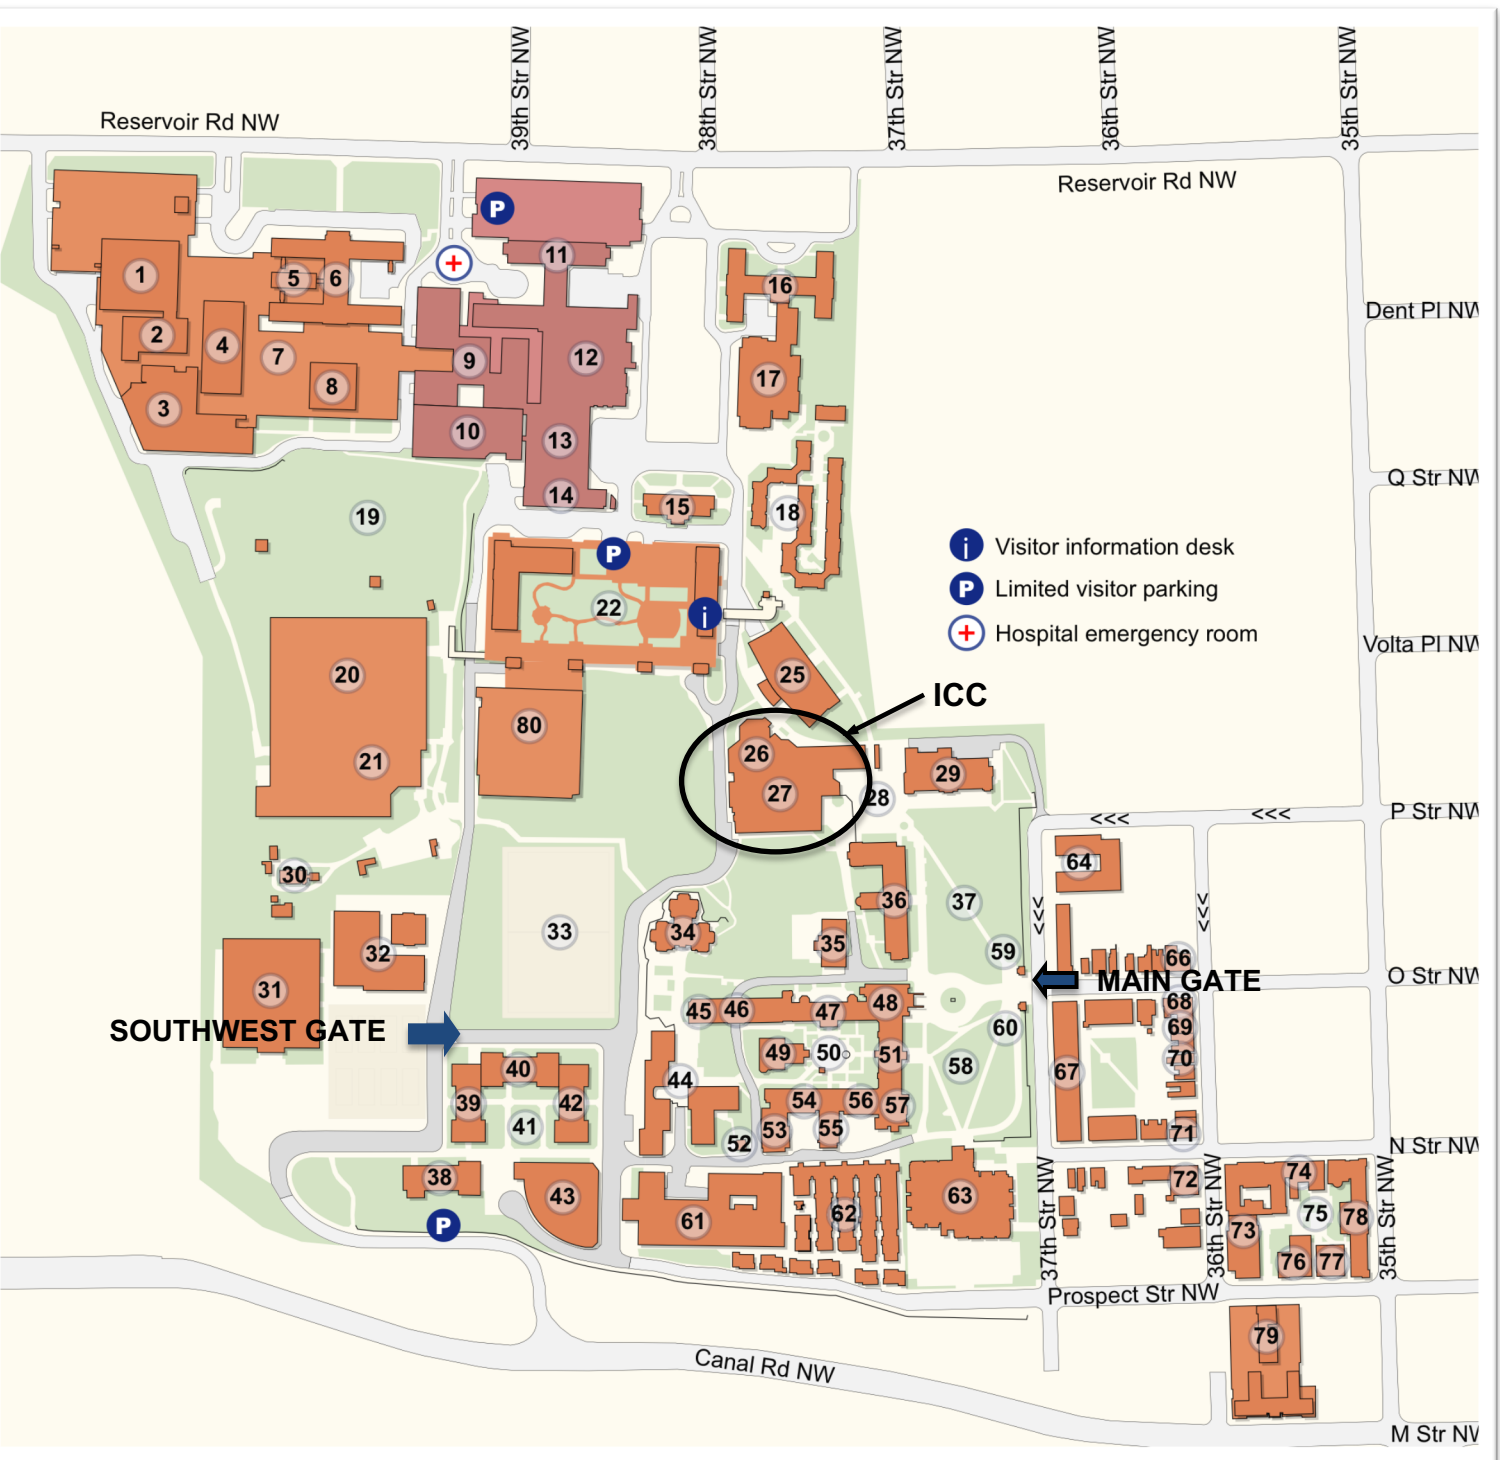 39th Str NW
38th Str NW
37th Str NW
36th Str NW
35th Str NW
Reservoir Rd NW
Reservoir Rd NW
P
11
1
5
6
16
2
4
7
9
12
8
17
3
10
13
14
15
18
19
Dent Pl NW
Q Str NW
i Visitor information desk
P Limited visitor parking
Hospital emergency room
P
22
i
Volta Pl NW
20
25
ICC
80
26
21
27
28
29
P Str NW
<<<
<<<
64
30
36
37
<<<
<<<
33
34
35
32
59
66
O Str NW
MAIN GATE
31
45
46
47
48
68
SOUTHWEST GATE
60
69
49
50
51
70
40
44
58
67
39
42
54
56
57
41
53
55
71
52
N Str NW
38
43
61
62
63
72
74
73
75
78
76
77
P
37th Str NW
36th Str NW
35th Str NW
Prospect Str NW
79
Canal Rd NW
M Str NW